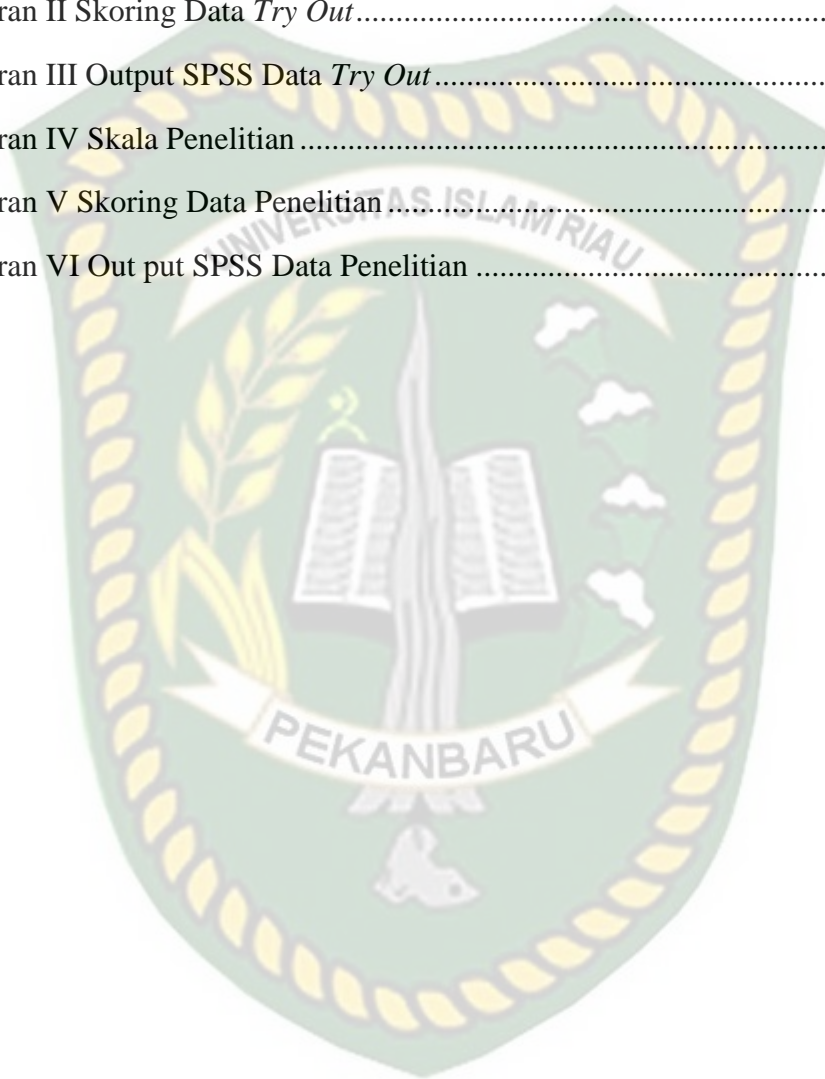 ran II Skoring Data Try Out....................................................................
ran III Output SPSS Data Try Out..........................................................
ran IV Skala Penelitian...........................................................................
ran V Skoring Data Penelitian................................................................
UNIVERSITAS ISLAM RIAU
ran VI Out put SPSS Data Penelitian .....................................................
PEKANBARU